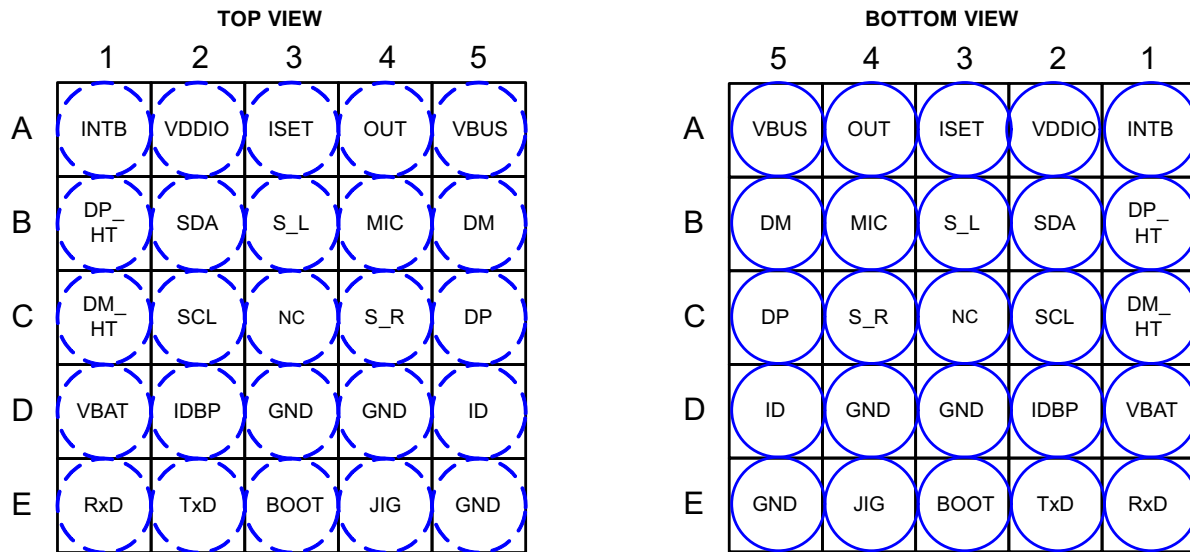 TOP VIEW
1 2 3 4 5
A INTB VDDIO ISET OUT VBUS
B DP_ HT SDA S_L MIC DM
C DM_ HT SCL NC S_R DP
D VBAT IDBP GND GND ID
E RxD TxD BOOT JIG GND
BOTTOM VIEW
5 4 3 2 1
A VBUS OUT ISET VDDIO INTB
B DM MIC S_L SDA DP_ HT
C DP S_R NC SCL DM_ HT
D ID GND GND IDBP VBAT
E GND JIG BOOT TxD RxD